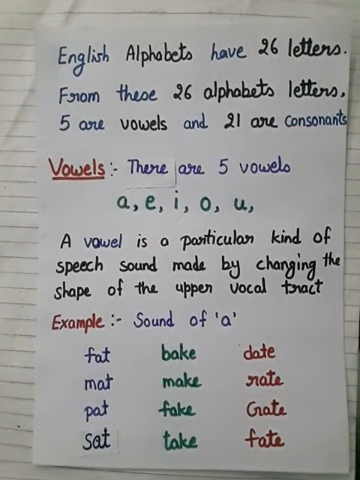 English Alphabets have 26 letters.
From these 26 alphabets letters,
5 are vowels and 21 are consonants
Vowels :- There are 5 vowels
a, e, i, o, u,
A vowel is a particular kind of
speech sound made by changing the
shape of the upper vocal tract
Example :- Sound of 'a'
fat bake date
mat make rate
pat fake Grate
sat take fate